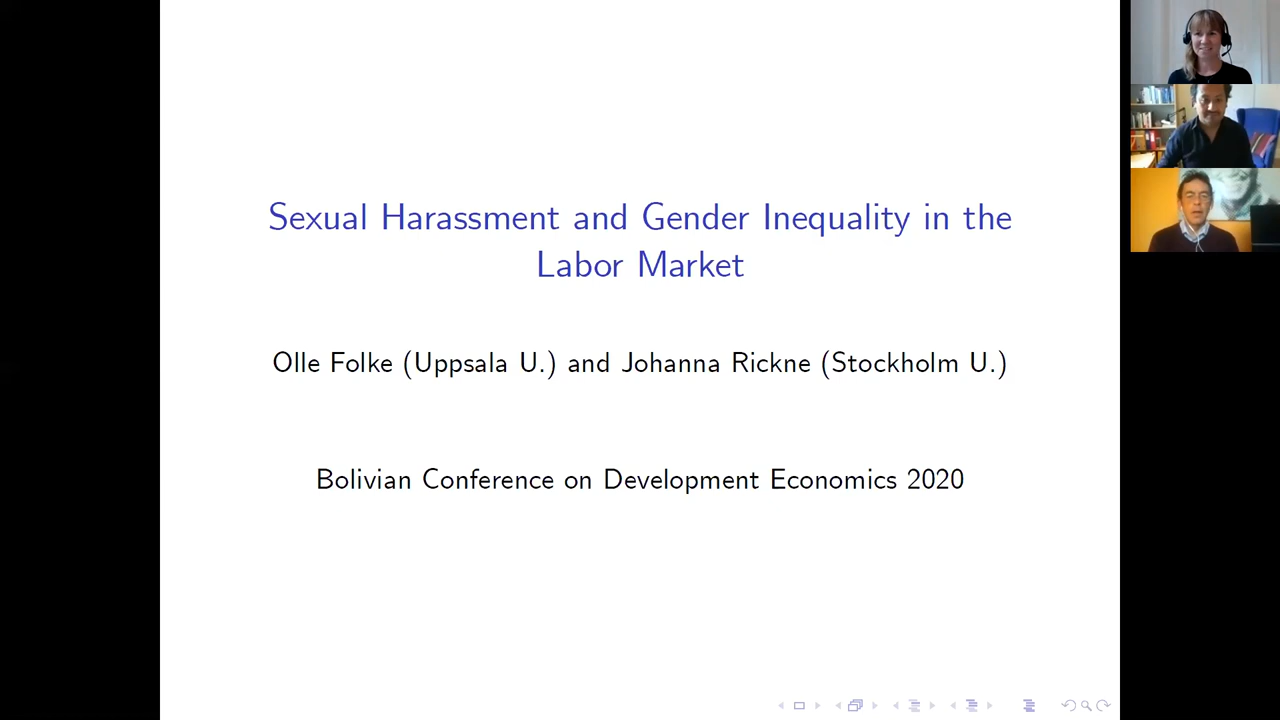 Sexual Harassment and Gender Inequality in the
Labor Market
Olle Folke (Uppsala U.) and Johanna Rickne (Stockholm U.)
Bolivian Conference on Development Economics 2020